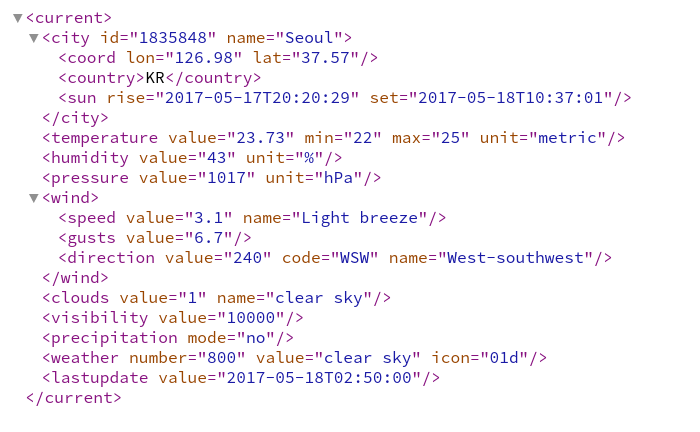 ▼<current>
▼<city id="1835848" name="Seoul">
<coord lon="126.98" lat="37.57"/>
<country>KR</country>
<sun rise="2017-05-17T20:20:29" set="2017-05-18T10:37:01"/>
</city>
<temperature value="23.73" min="22" max="25" unit="metric"/>
<humidity value="43" unit="%"/>
<pressure value="1017" unit="hPa"/>
▼<wind>
<speed value="3.1" name="Light breeze"/>
<gusts value="6.7"/>
<direction value="240" code="WSW" name="West-southwest"/>
</wind>
<clouds value="1" name="clear sky"/>
<visibility value="10000"/>
<precipitation mode="no"/>
<weather number="800" value="clear sky" icon="01d"/>
<lastupdate value="2017-05-18T02:50:00"/>
</current>